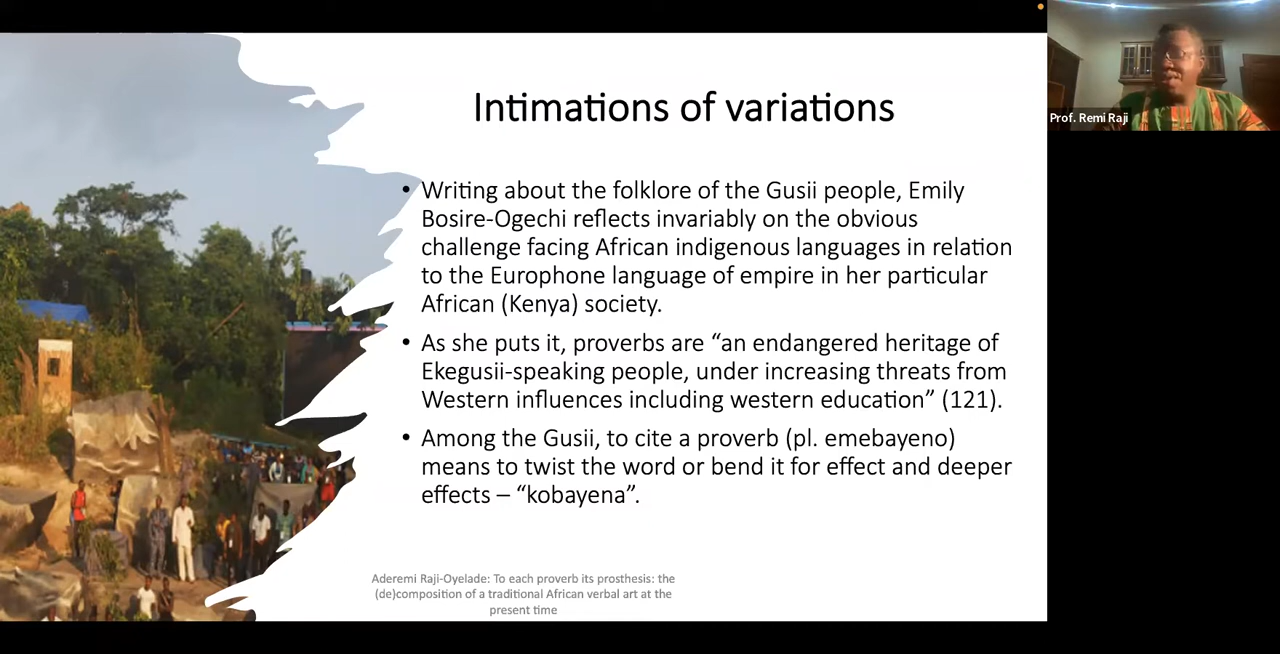 Intimations of variations
• Writing about the folklore of the Gusii people, Emily
Bosire-Ogechi reflects invariably on the obvious
challenge facing African indigenous languages in relation
to the Europhone language of empire in her particular
African (Kenya) society.
• As she puts it, proverbs are “an endangered heritage of
Ekegusii-speaking people, under increasing threats from
Western influences including western education” (121).
• Among the Gusii, to cite a proverb (pl. emebayeno)
means to twist the word or bend it for effect and deeper
effects – “kobayena”.
Aderemi Raji-Oyelade: To each proverb its prosthesis: the
(de)composition of a traditional African verbal art at the
present time
Prof. Remi Raji